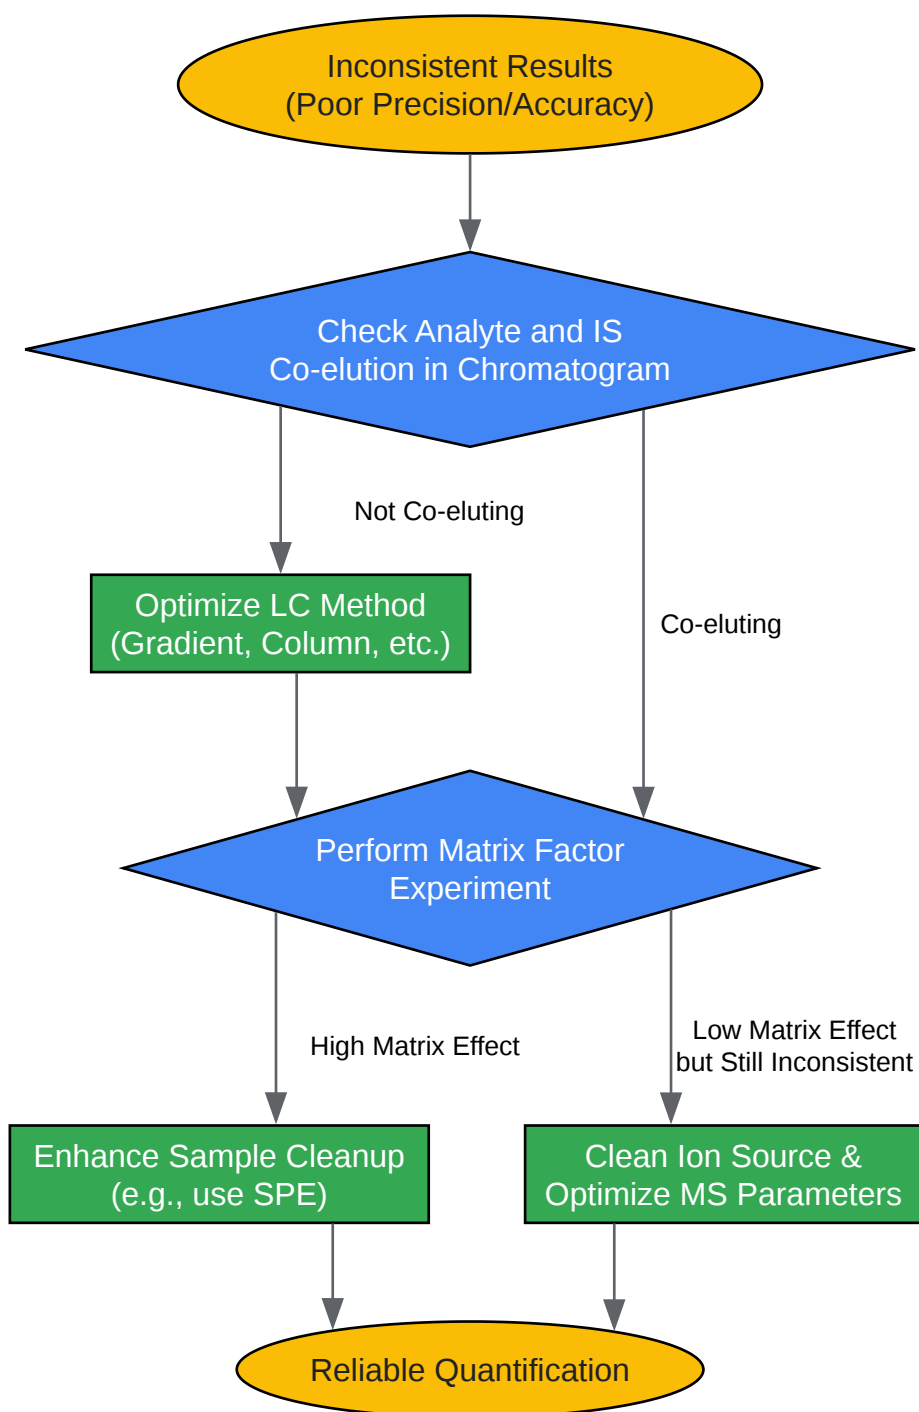 Inconsistent Results
(Poor Precision/Accuracy)
Check Analyte and IS
Co-elution in Chromatogram
Not Co-eluting
Optimize LC Method
(Gradient, Column, etc.)
Co-eluting
Perform Matrix Factor
Experiment
High Matrix Effect
Low Matrix Effect
but Still Inconsistent
Enhance Sample Cleanup
(e.g., use SPE)
Clean Ion Source &
Optimize MS Parameters
Reliable Quantification